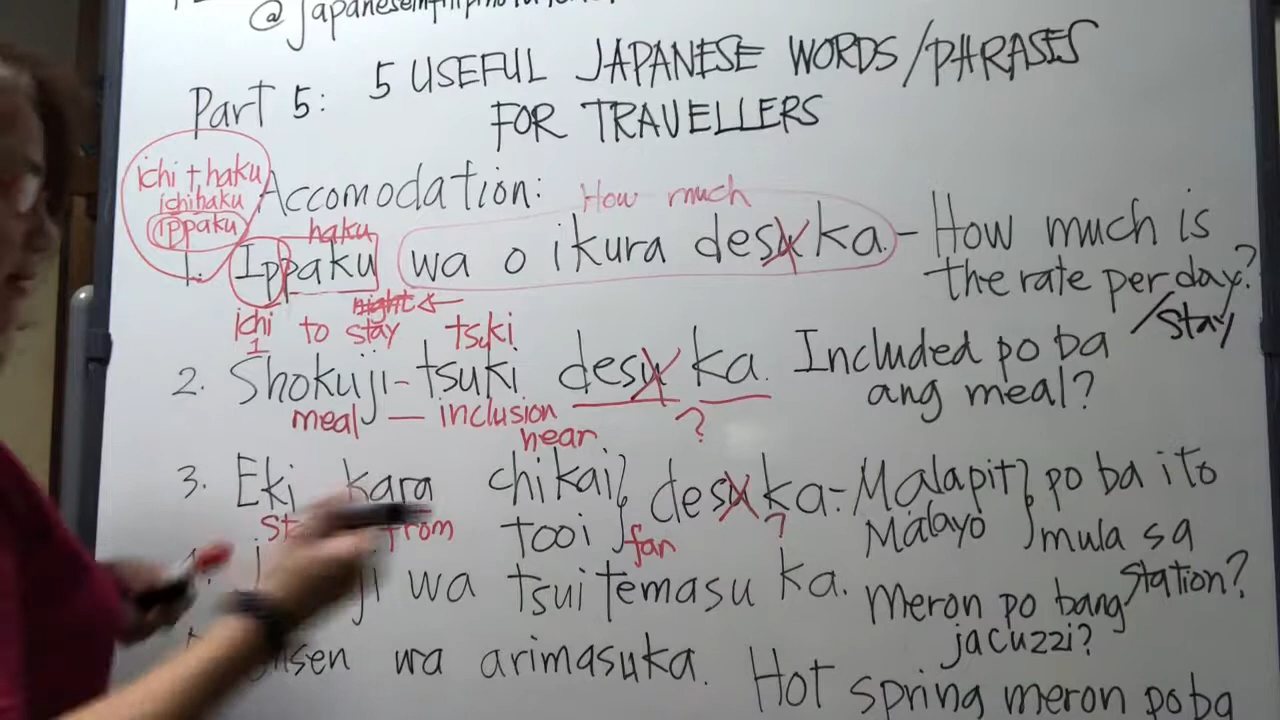 5 USEFUL JAPANESE WORDS/PHRASES
Part 5: FOR TRAVELLERS
ichi + haku
ichihaku
ippaku
Accomodation: How much
haku
1. Ippaku wa o ikura desu ka. - How much is
the rate per day?
/stay
night ←
ichi to stay tsuki
1
2. Shokuji-tsuki desu ka. Included po ba
ang meal?
meal — inclusion ?
near
3. Eki kara chikai desu ka. - Malapit po ba ito
from tooi far ? Malayo mula sa
station?
wa tsuitemasu ka. meron po bang
jacuzzi?
wa arimasuka. Hot spring meron po ba